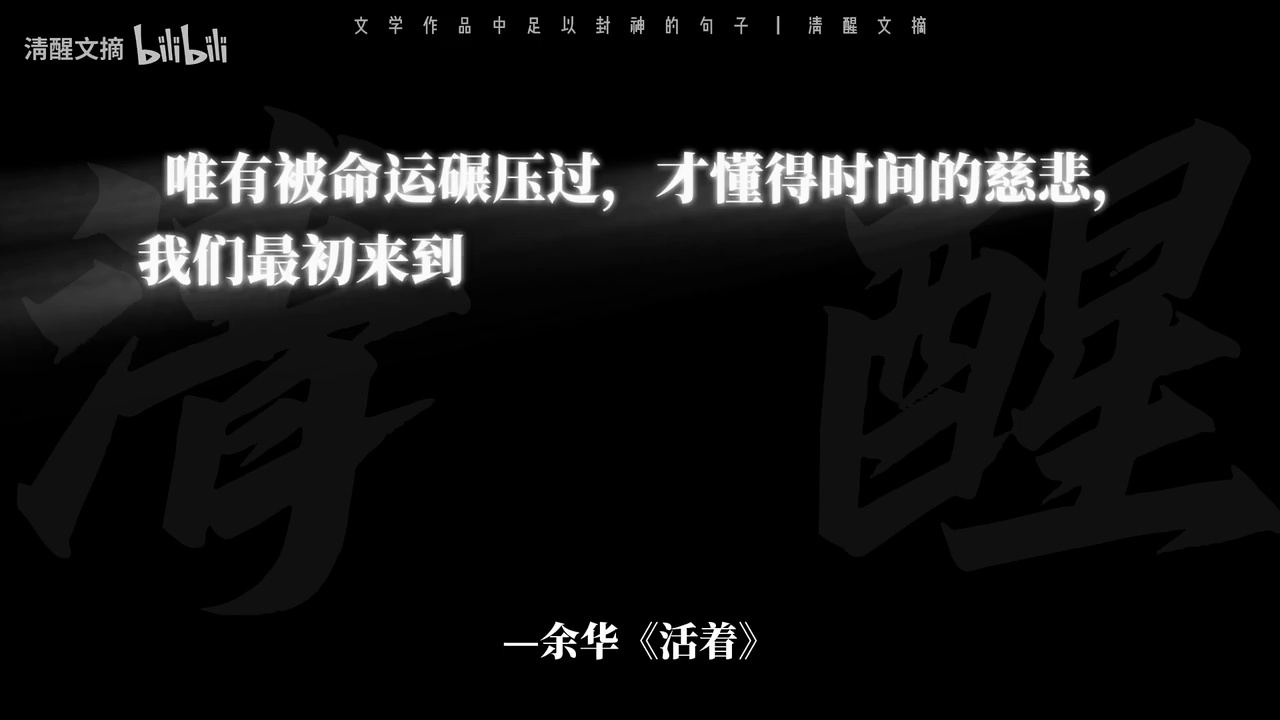 文学作品中足以封神的句子 | 清醒文摘
清醒文摘 bilibili
唯有被命运碾压过，才懂得时间的慈悲，
我们最初来到
清醒
—余华《活着》